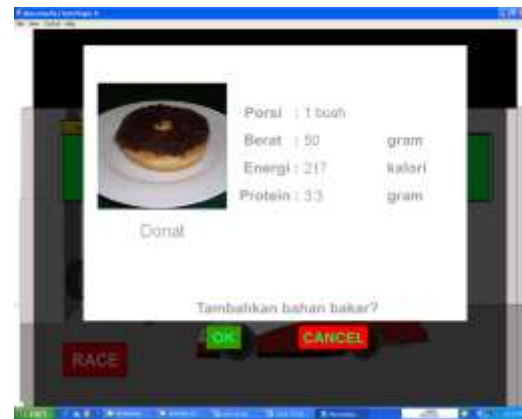 Porsi : 1 buah
Berat : 50 gram
Energi : 217 kalori
Protein : 3.3 gram
Donat
Tambahkan bahan bakar?
OK CANCEL
RACE